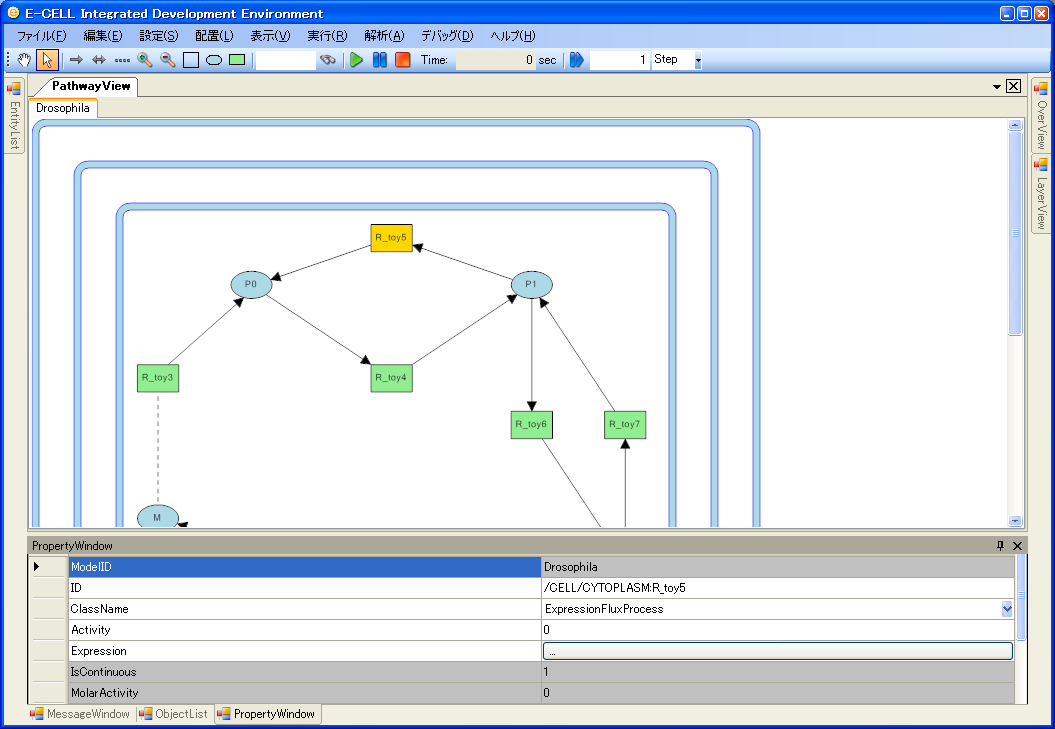 E-CELL Integrated Development Environment
ファイル(F) 編集(E) 設定(S) 配置(L) 表示(V) 実行(R) 解析(A) デバッグ(D) ヘルプ(H)
Time: 0 sec 1 Step
PathwayView
Drosophila
EntityList
OverView
LayerView
R_toy5
P0
P1
R_toy3
R_toy4
R_toy6
R_toy7
M
PropertyWindow
ModelID Drosophila
ID /CELL/CYTOPLASM:R_toy5
ClassName ExpressionFluxProcess
Activity 0
Expression ...
IsContinuous 1
MolarActivity 0
MessageWindow ObjectList PropertyWindow